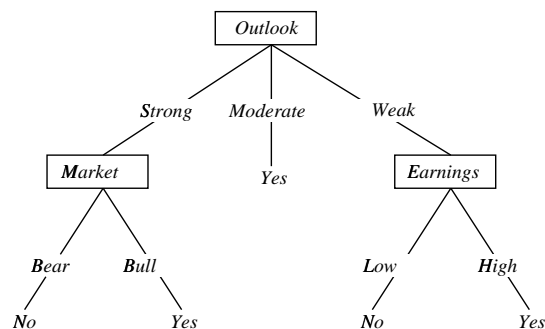 Outlook
Strong Moderate Weak
Market Yes Earnings
Bear Bull Low High
No Yes No Yes